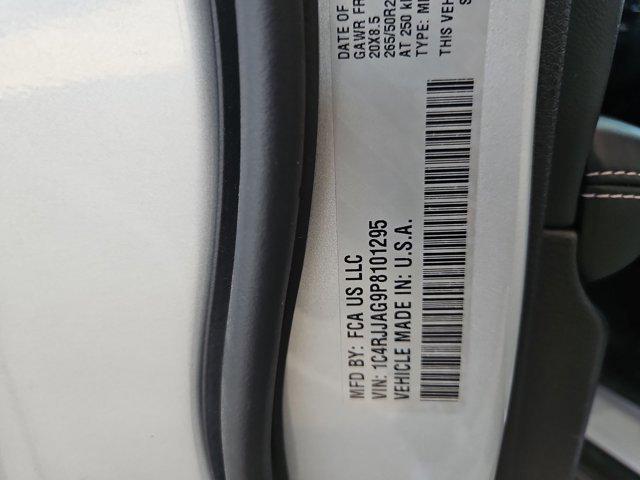 DATE OF
GAWR FR
20X8.5
265/50R2
AT 250 k
TYPE: M
THIS VEHI
S
MFD BY: FCA US LLC
VIN: 1C4RJJAG9P8101295
VEHICLE MADE IN: U.S.A.